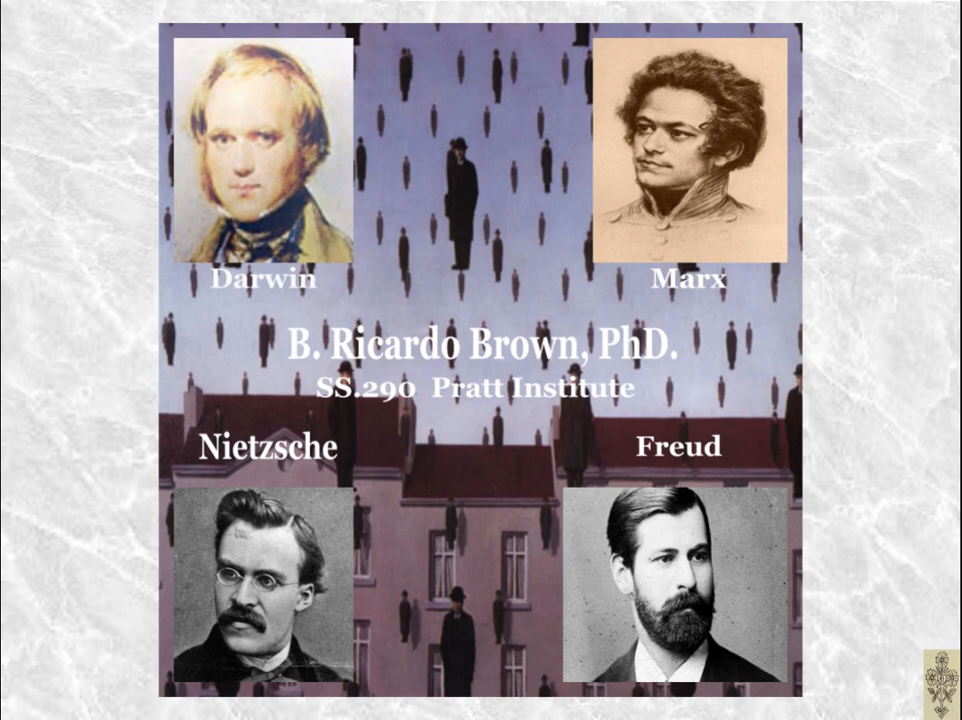 Darwin
Marx
B. Ricardo Brown, PhD.
SS.290 Pratt Institute
Nietzsche
Freud